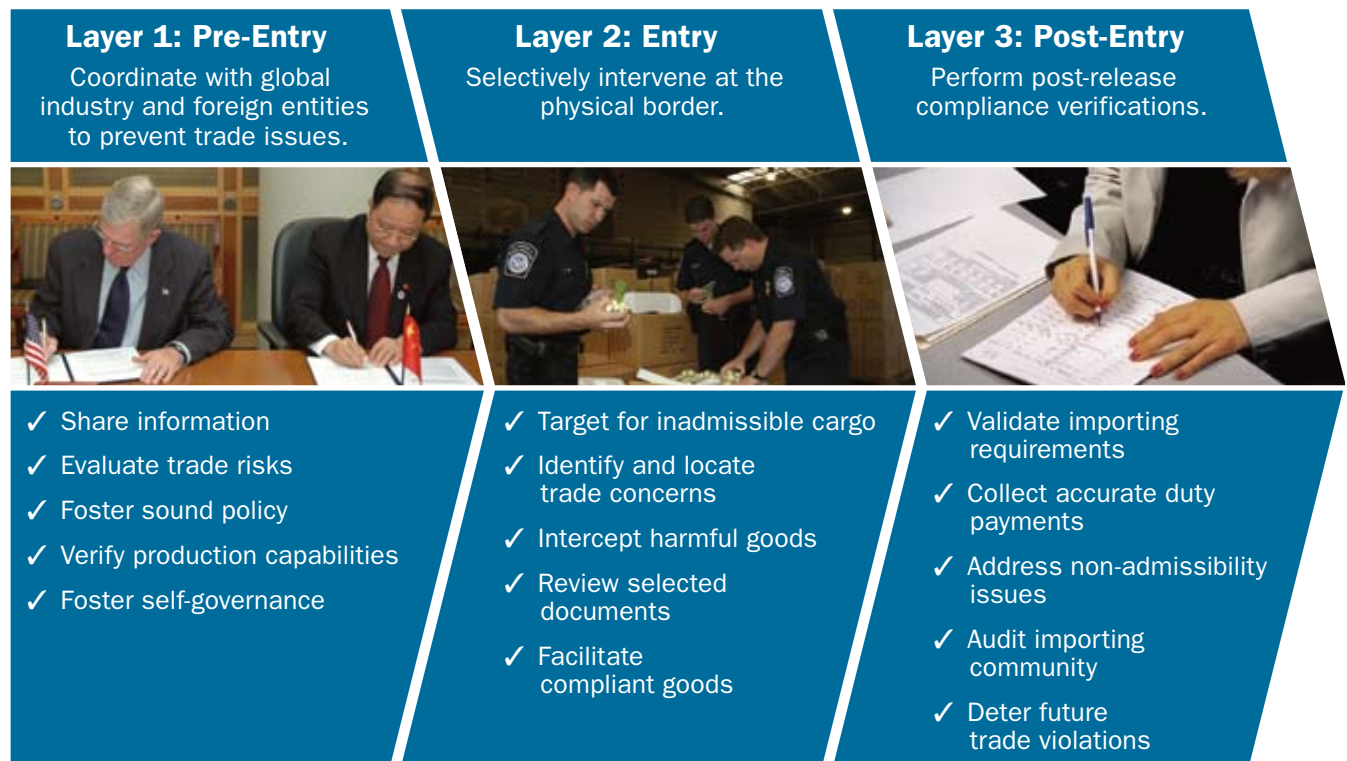 Layer 1: Pre-Entry
Coordinate with global
industry and foreign entities
to prevent trade issues.
Layer 2: Entry
Selectively intervene at the
physical border.
Layer 3: Post-Entry
Perform post-release
compliance verifications.
✓ Share information
✓ Evaluate trade risks
✓ Foster sound policy
✓ Verify production capabilities
✓ Foster self-governance
✓ Target for inadmissible cargo
✓ Identify and locate
trade concerns
✓ Intercept harmful goods
✓ Review selected
documents
✓ Facilitate
compliant goods
✓ Validate importing
requirements
✓ Collect accurate duty
payments
✓ Address non-admissibility
issues
✓ Audit importing
community
✓ Deter future
trade violations